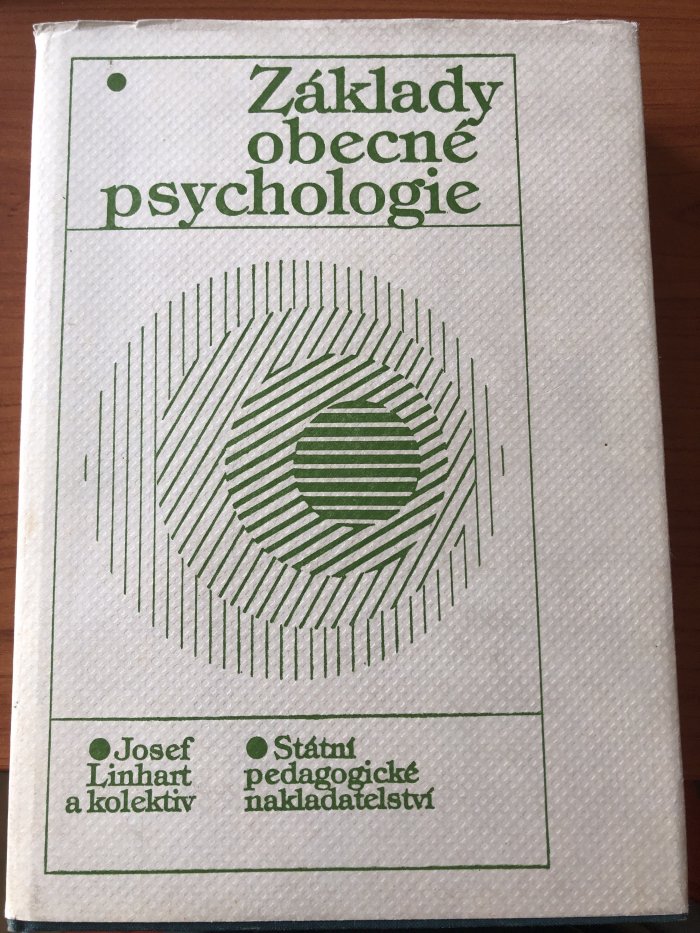 Základy
obecné
psychologie
Josef
Linhart
a kolektiv
Státní
pedagogické
nakladatelství